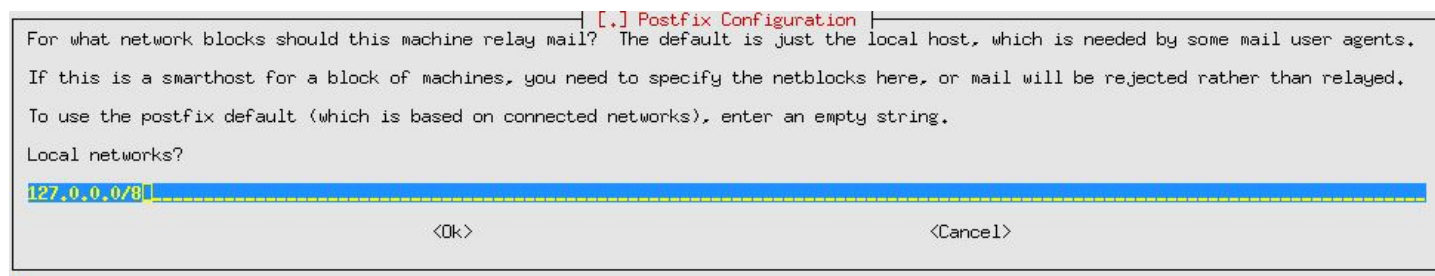 [.] Postfix Configuration
For what network blocks should this machine relay mail?  The default is just the local host, which is needed by some mail user agents.
If this is a smarthost for a block of machines, you need to specify the netblocks here, or mail will be rejected rather than relayed.
To use the postfix default (which is based on connected networks), enter an empty string.
Local networks?
127.0.0.0/8
<Ok> <Cancel>